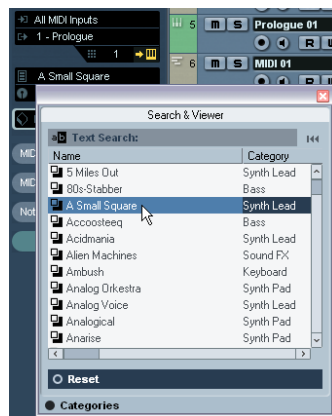 All MIDI Inputs
1 - Prologue
1
A Small Square
5 m S Prologue 01
6 m S MIDI 01
Search & Viewer
ab Text Search:
Name Category
5 Miles Out Synth Lead
80s-Stabber Bass
A Small Square Synth Lead
Accoosteeq Bass
Acidmania Synth Lead
Alien Machines Sound FX
Ambush Keyboard
Analog Orkestra Synth Pad
Analog Voice Synth Lead
Analogical Synth Pad
Anarise Synth Pad
Reset
Categories